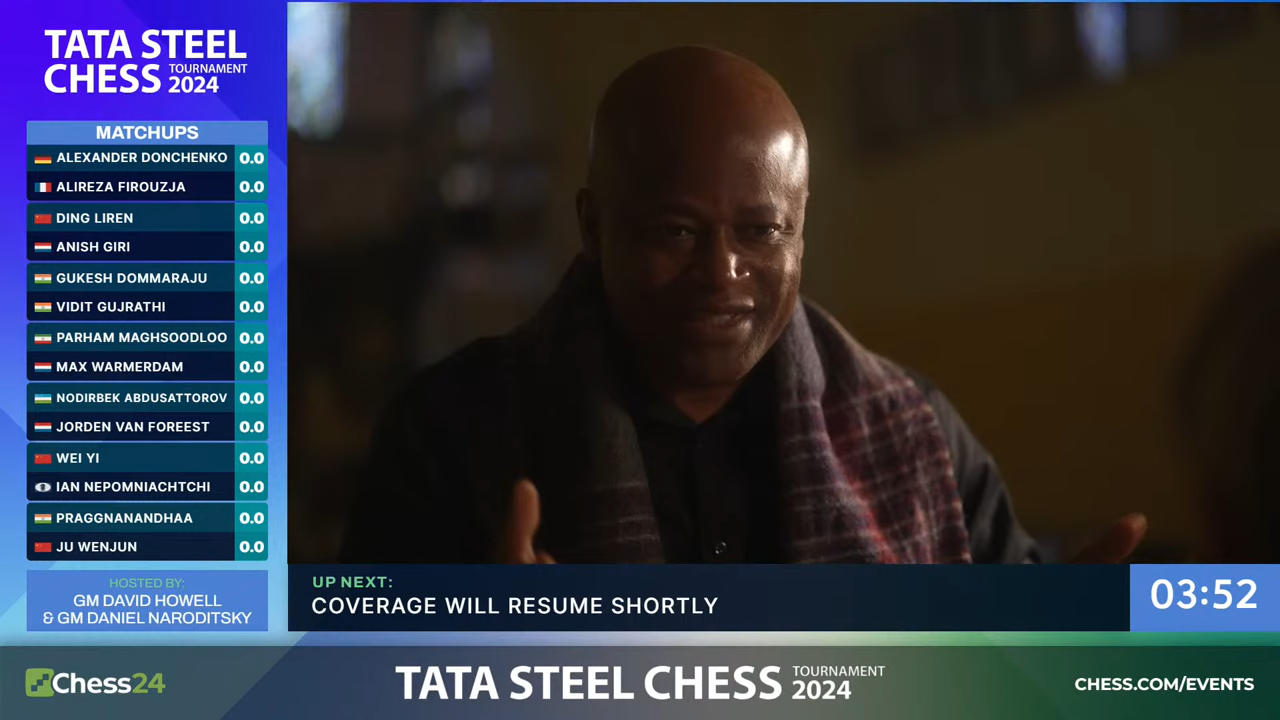 TATA STEEL
CHESS TOURNAMENT 2024
MATCHUPS
ALEXANDER DONCHENKO 0.0
ALIREZA FIROUZJA 0.0
DING LIREN 0.0
ANISH GIRI 0.0
GUKESH DOMMARAJU 0.0
VIDIT GUJRATHI 0.0
PARHAM MAGHSOODLOO 0.0
MAX WARMERDAM 0.0
NODIRBEK ABDUSATTOROV 0.0
JORDEN VAN FOREEST 0.0
WEI YI 0.0
IAN NEPOMNIACHTCHI 0.0
PRAGGNANANDHAA 0.0
JU WENJUN 0.0
HOSTED BY:
GM DAVID HOWELL
& GM DANIEL NARODITSKY
UP NEXT:
COVERAGE WILL RESUME SHORTLY
03:52
Chess24
TATA STEEL CHESS TOURNAMENT 2024
CHESS.COM/EVENTS